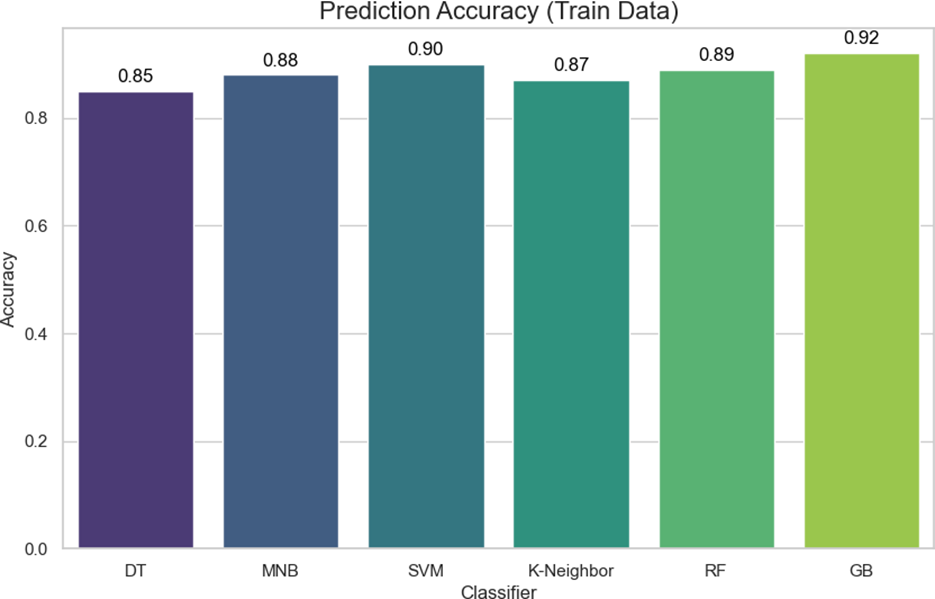 Prediction Accuracy (Train Data)
0.85
0.88
0.90
0.87
0.89
0.92
Accuracy
0.8
0.6
0.4
0.2
0.0
DT MNB SVM K-Neighbor RF GB
Classifier